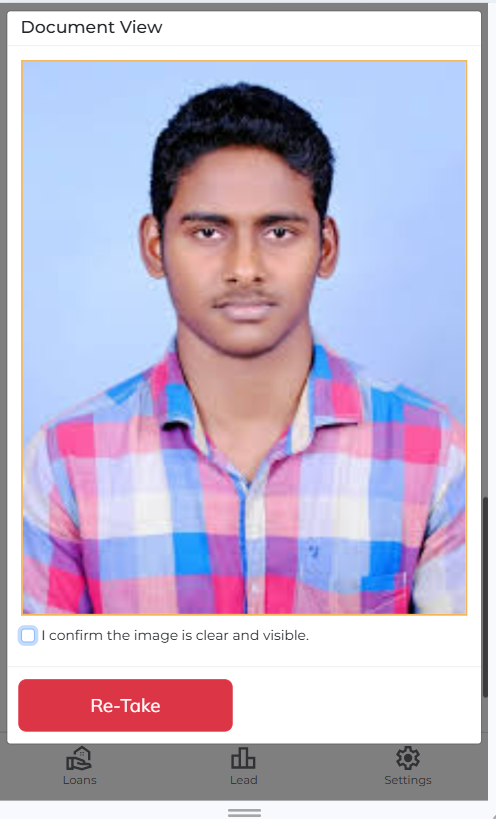 Document View
I confirm the image is clear and visible.
Re-Take
Loans
Lead
Settings